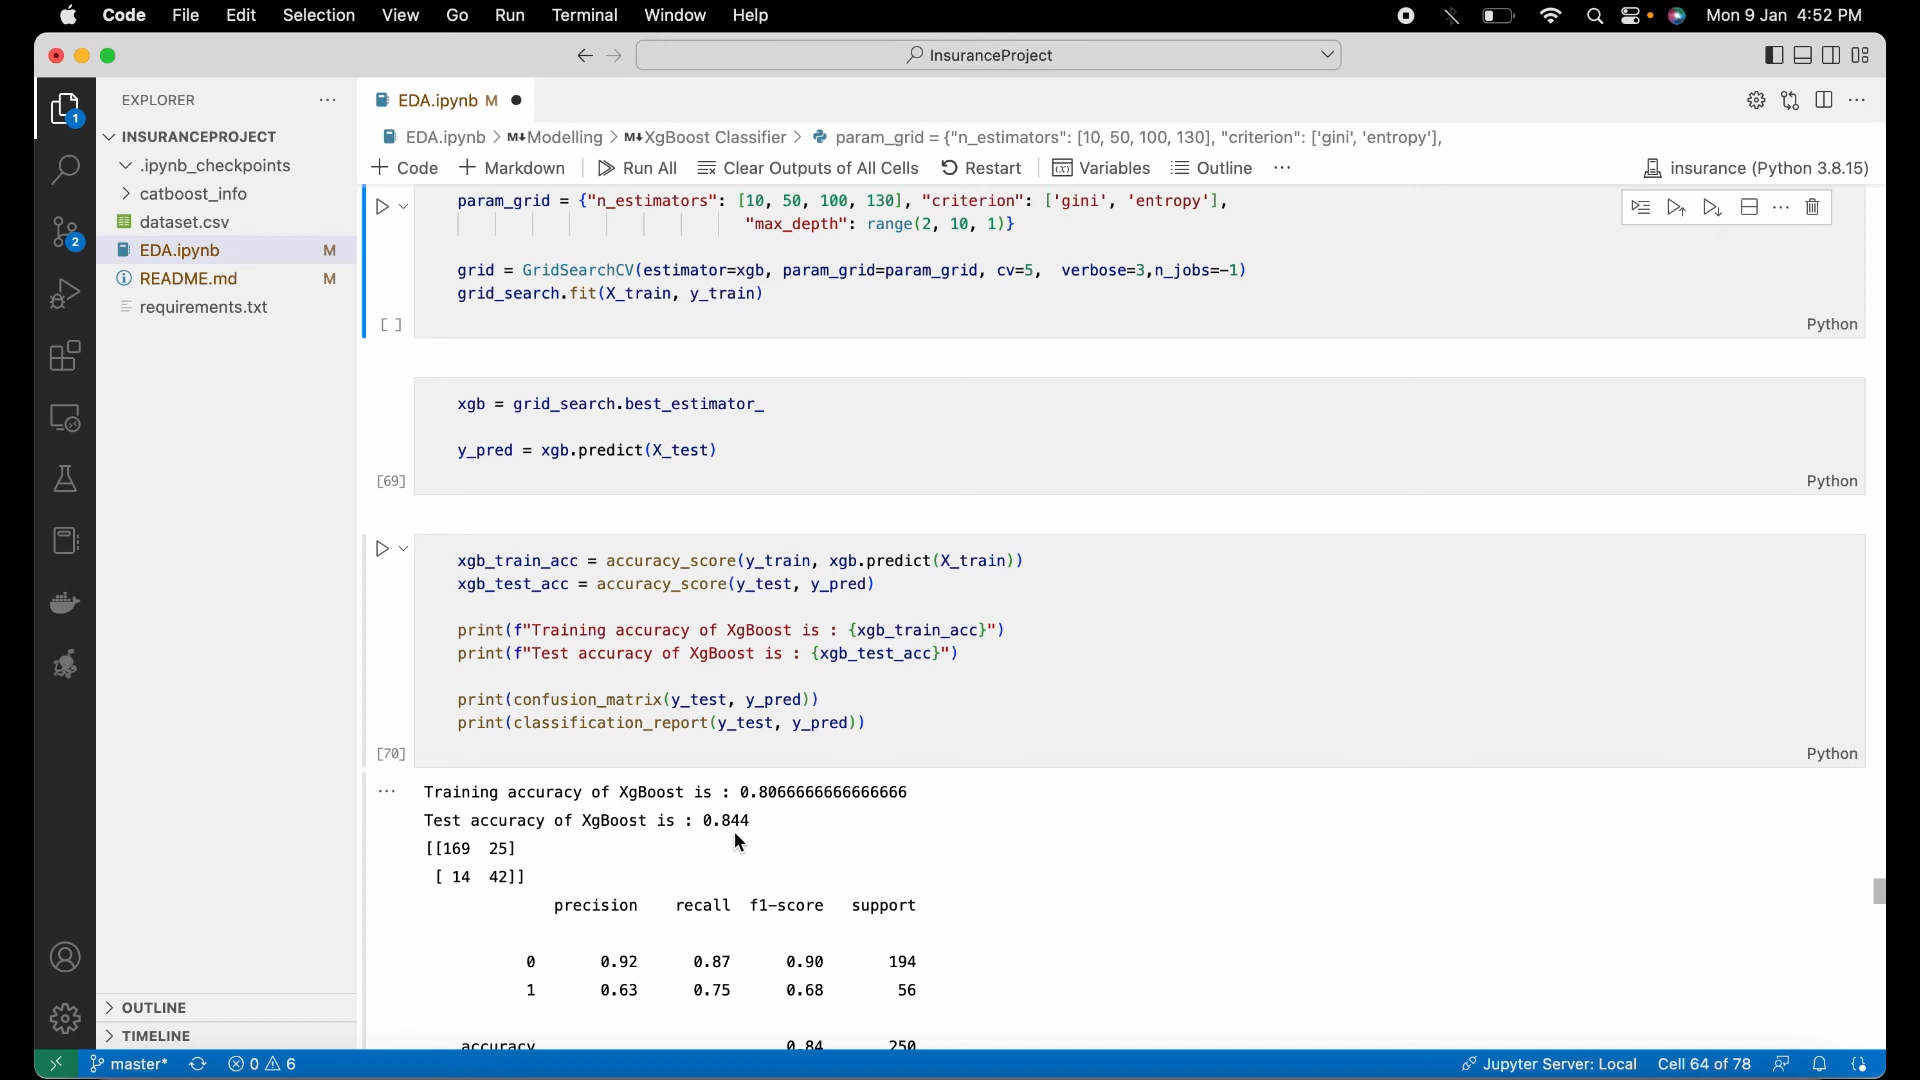 Code File Edit Selection View Go Run Terminal Window Help Mon 9 Jan 4:52 PM
InsuranceProject
EXPLORER
INSURANCEPROJECT
.ipynb_checkpoints
catboost_info
dataset.csv
EDA.ipynb M
README.md M
requirements.txt
OUTLINE
TIMELINE
1
2
EDA.ipynb M
EDA.ipynb > M↓Modelling > M↓XgBoost Classifier > param_grid = {"n_estimators": [10, 50, 100, 130], "criterion": ['gini', 'entropy'],
+ Code + Markdown Run All Clear Outputs of All Cells Restart Variables Outline ... insurance (Python 3.8.15)
param_grid = {"n_estimators": [10, 50, 100, 130], "criterion": ['gini', 'entropy'],
"max_depth": range(2, 10, 1)}
grid = GridSearchCV(estimator=xgb, param_grid=param_grid, cv=5, verbose=3,n_jobs=-1)
grid_search.fit(X_train, y_train)
[ ] Python
xgb = grid_search.best_estimator_
y_pred = xgb.predict(X_test)
[69] Python
xgb_train_acc = accuracy_score(y_train, xgb.predict(X_train))
xgb_test_acc = accuracy_score(y_test, y_pred)
print(f"Training accuracy of XgBoost is : {xgb_train_acc}")
print(f"Test accuracy of XgBoost is : {xgb_test_acc}")
print(confusion_matrix(y_test, y_pred))
print(classification_report(y_test, y_pred))
[70] Python
Training accuracy of XgBoost is : 0.8066666666666666
Test accuracy of XgBoost is : 0.844
[[169 25]
[ 14 42]]
precision recall f1-score support
0 0.92 0.87 0.90 194
1 0.63 0.75 0.68 56
accuracy 0.84 250
master* 0 6 Jupyter Server: Local Cell 64 of 78